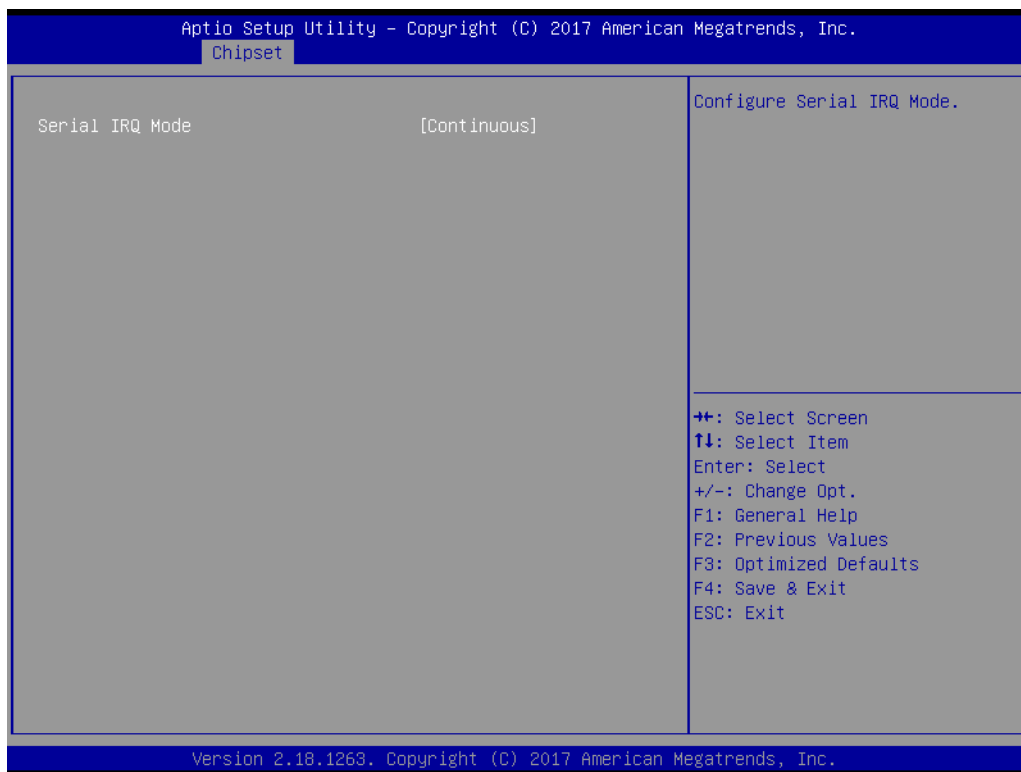 Aptio Setup Utility – Copyright (C) 2017 American Megatrends, Inc.
Chipset
Serial IRQ Mode [Continuous]
Configure Serial IRQ Mode.
→←: Select Screen
↑↓: Select Item
Enter: Select
+/-: Change Opt.
F1: General Help
F2: Previous Values
F3: Optimized Defaults
F4: Save & Exit
ESC: Exit
Version 2.18.1263. Copyright (C) 2017 American Megatrends, Inc.